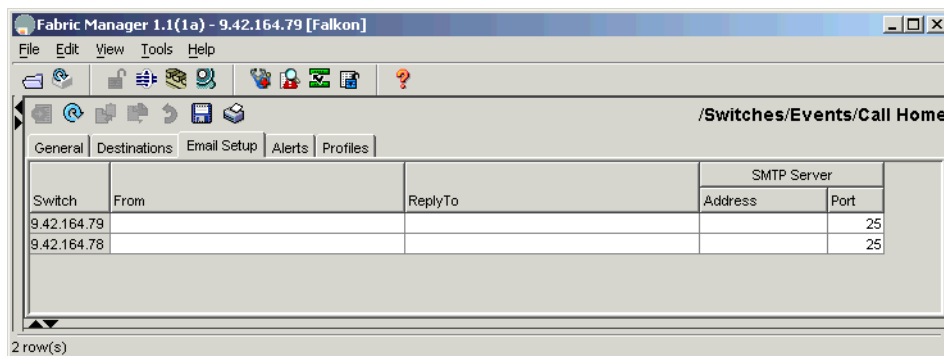 Fabric Manager 1.1(1a) - 9.42.164.79 [Falkon]
File Edit View Tools Help
/Switches/Events/Call Home
General Destinations Email Setup Alerts Profiles
SMTP Server
Switch From ReplyTo Address Port
9.42.164.79 25
9.42.164.78 25
2 row(s)